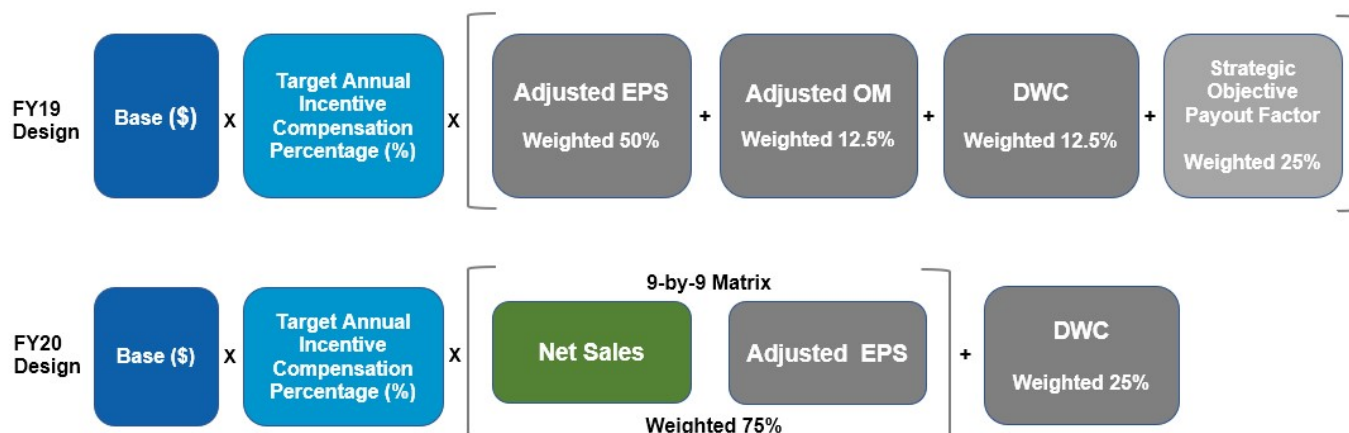 FY19
Design
Base ($)
X
Target Annual
Incentive
Compensation
Percentage (%)
X
Adjusted EPS
Weighted 50%
+
Adjusted OM
Weighted 12.5%
+
DWC
Weighted 12.5%
+
Strategic
Objective
Payout Factor
Weighted 25%
FY20
Design
Base ($)
X
Target Annual
Incentive
Compensation
Percentage (%)
X
9-by-9 Matrix
Net Sales
Adjusted EPS
Weighted 75%
+
DWC
Weighted 25%